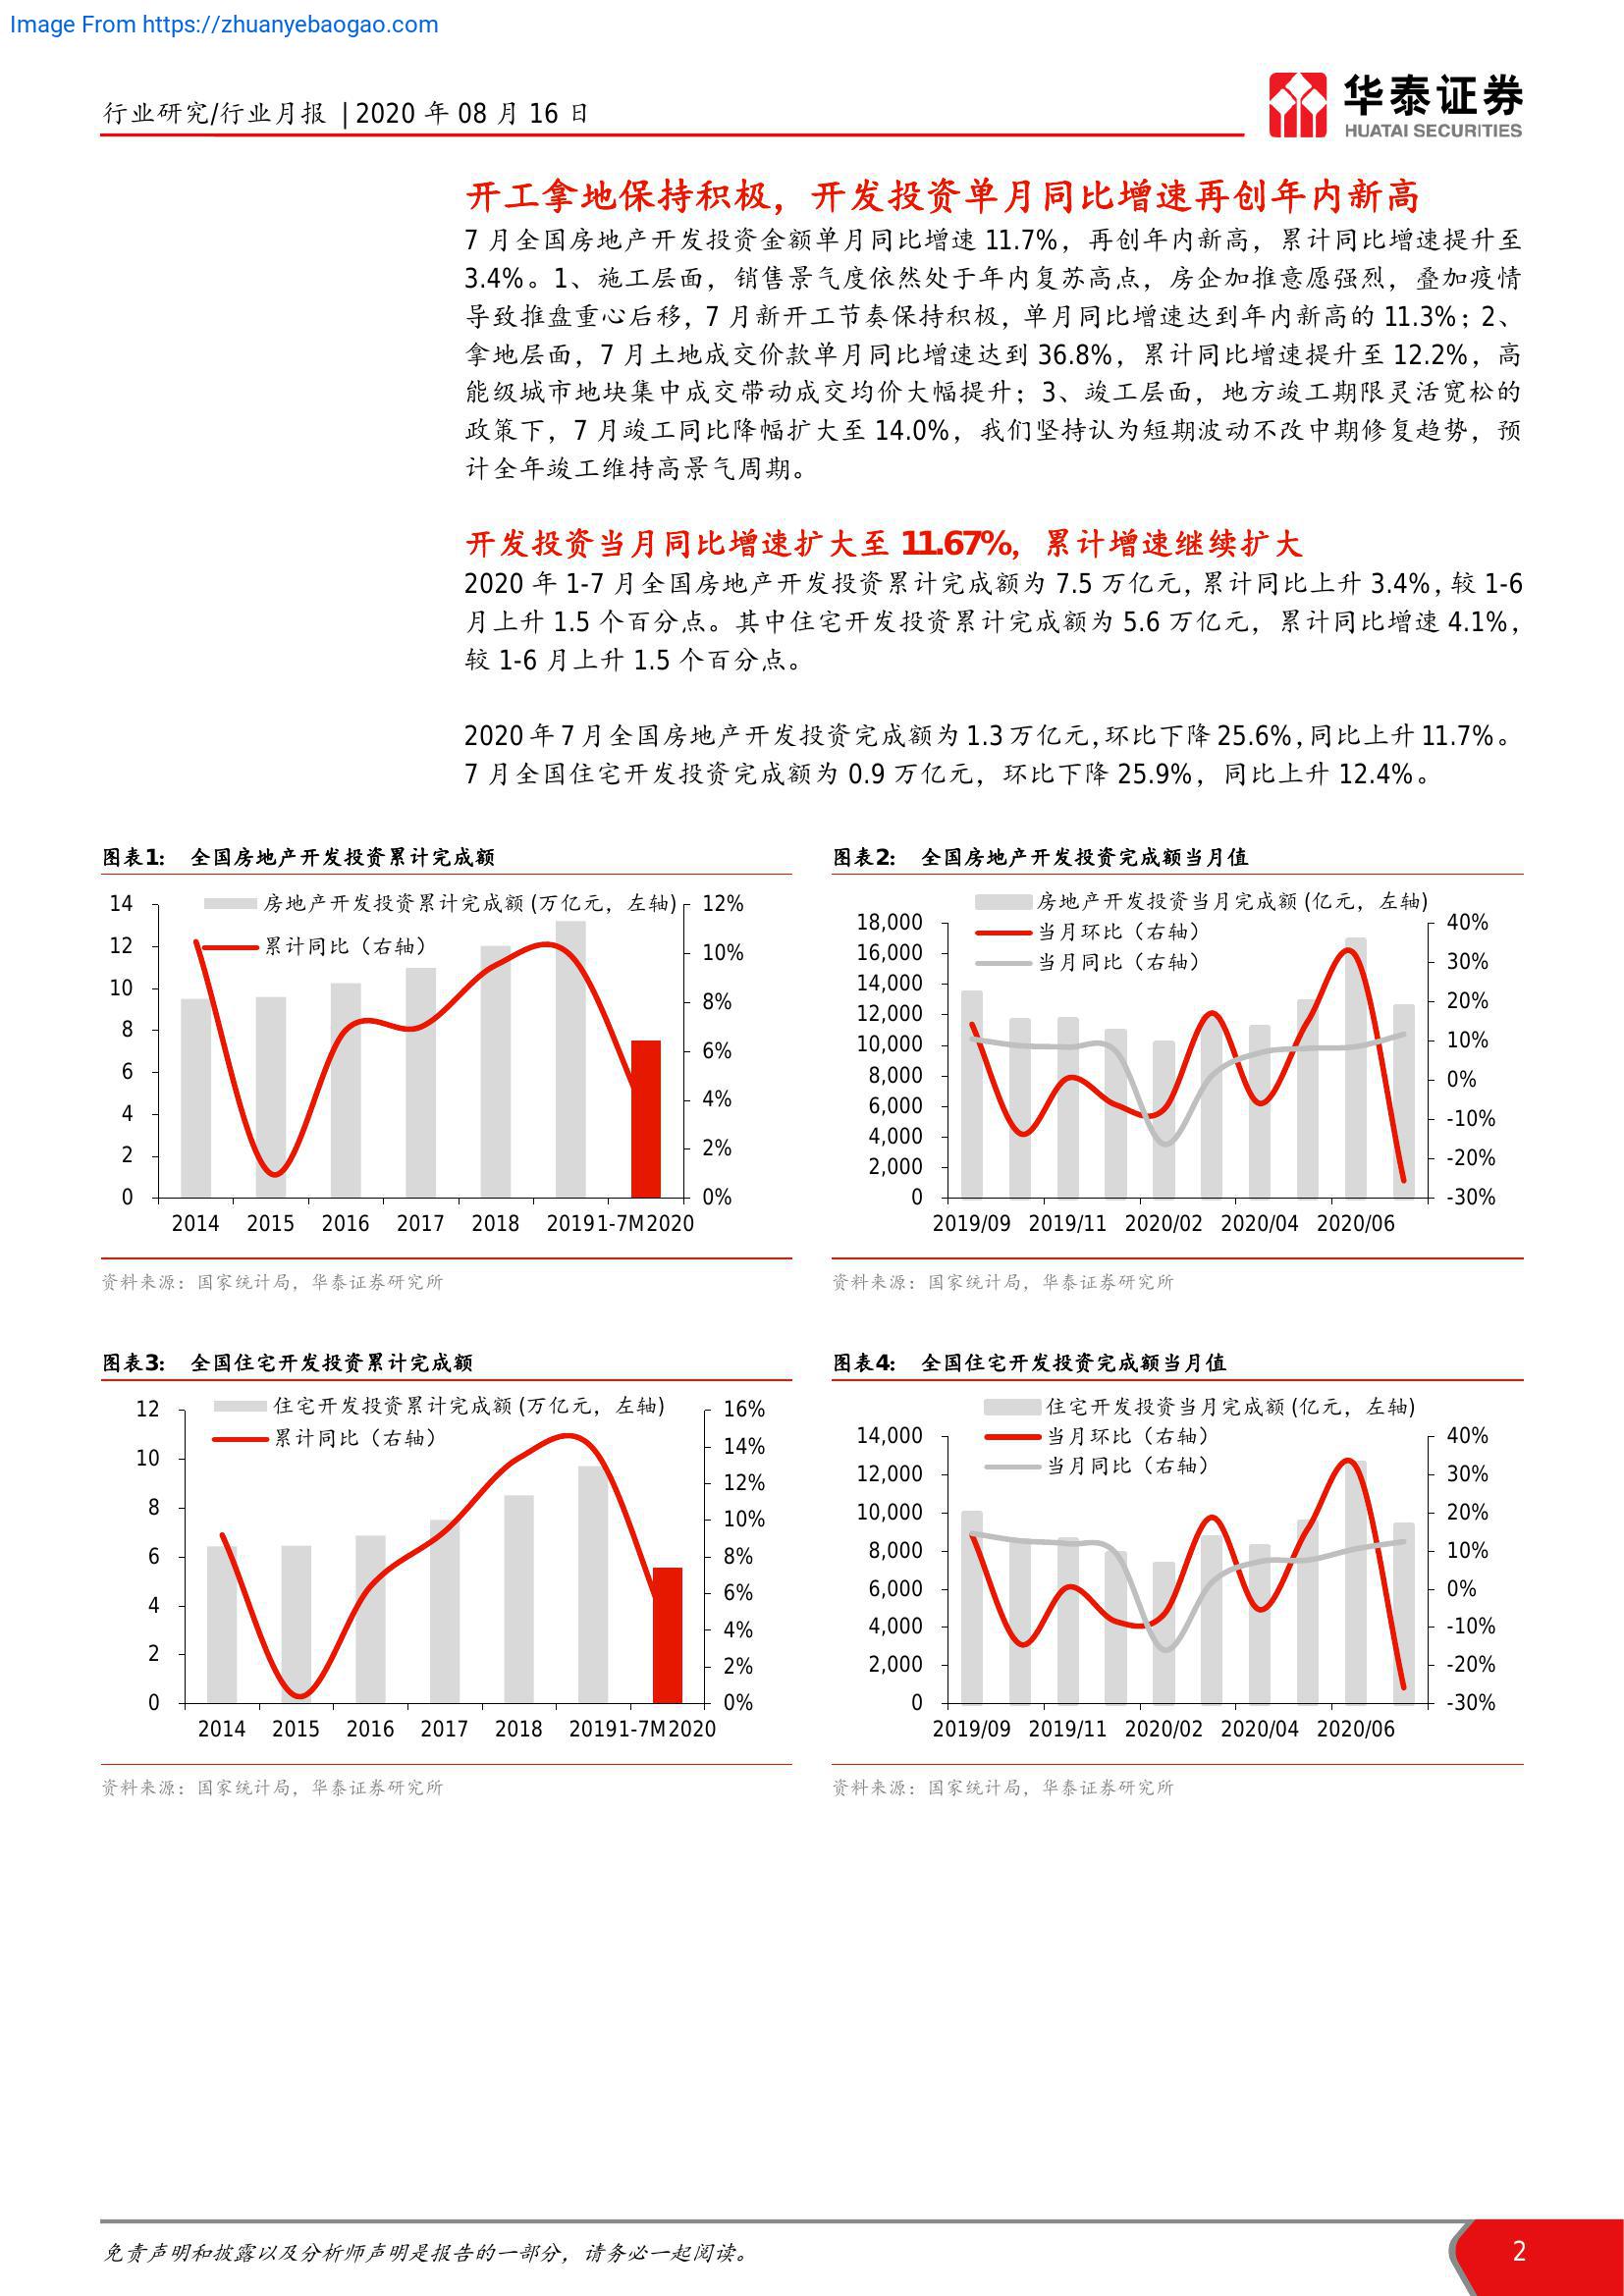 Image From https://zhuanyebaogao.com
行业研究/行业月报 | 2020 年 08 月 16 日
华泰证券
HUATAI SECURITIES
开工拿地保持积极，开发投资单月同比增速再创年内新高
7 月全国房地产开发投资金额单月同比增速 11.7%，再创年内新高，累计同比增速提升至
3.4%。1、施工层面，销售景气度依然处于年内复苏高点，房企加推意愿强烈，叠加疫情
导致推盘重心后移，7 月新开工节奏保持积极，单月同比增速达到年内新高的 11.3%；2、
拿地层面，7 月土地成交价款单月同比增速达到 36.8%，累计同比增速提升至 12.2%，高
能级城市地块集中成交带动成交均价大幅提升；3、竣工层面，地方竣工期限灵活宽松的
政策下，7 月竣工同比降幅扩大至 14.0%，我们坚持认为短期波动不改中期修复趋势，预
计全年竣工维持高景气周期。
开发投资当月同比增速扩大至 11.67%，累计增速继续扩大
2020 年 1-7 月全国房地产开发投资累计完成额为 7.5 万亿元，累计同比上升 3.4%，较 1-6
月上升 1.5 个百分点。其中住宅开发投资累计完成额为 5.6 万亿元，累计同比增速 4.1%，
较 1-6 月上升 1.5 个百分点。
2020 年 7 月全国房地产开发投资完成额为 1.3 万亿元，环比下降 25.6%，同比上升 11.7%。
7 月全国住宅开发投资完成额为 0.9 万亿元，环比下降 25.9%，同比上升 12.4%。
图表1： 全国房地产开发投资累计完成额
房地产开发投资累计完成额 (万亿元，左轴)
累计同比（右轴）
14
12
10
8
6
4
2
0
12%
10%
8%
6%
4%
2%
0%
2014 2015 2016 2017 2018 2019 1-7M2020
资料来源：国家统计局，华泰证券研究所
图表2： 全国房地产开发投资完成额当月值
房地产开发投资当月完成额 (亿元，左轴)
当月环比（右轴）
当月同比（右轴）
18,000
16,000
14,000
12,000
10,000
8,000
6,000
4,000
2,000
0
40%
30%
20%
10%
0%
-10%
-20%
-30%
2019/09 2019/11 2020/02 2020/04 2020/06
资料来源：国家统计局，华泰证券研究所
图表3： 全国住宅开发投资累计完成额
住宅开发投资累计完成额 (万亿元，左轴)
累计同比（右轴）
12
10
8
6
4
2
0
16%
14%
12%
10%
8%
6%
4%
2%
0%
2014 2015 2016 2017 2018 2019 1-7M2020
资料来源：国家统计局，华泰证券研究所
图表4： 全国住宅开发投资完成额当月值
住宅开发投资当月完成额 (亿元，左轴)
当月环比（右轴）
当月同比（右轴）
14,000
12,000
10,000
8,000
6,000
4,000
2,000
0
40%
30%
20%
10%
0%
-10%
-20%
-30%
2019/09 2019/11 2020/02 2020/04 2020/06
资料来源：国家统计局，华泰证券研究所
免责声明和披露以及分析师声明是报告的一部分，请务必一起阅读。
2